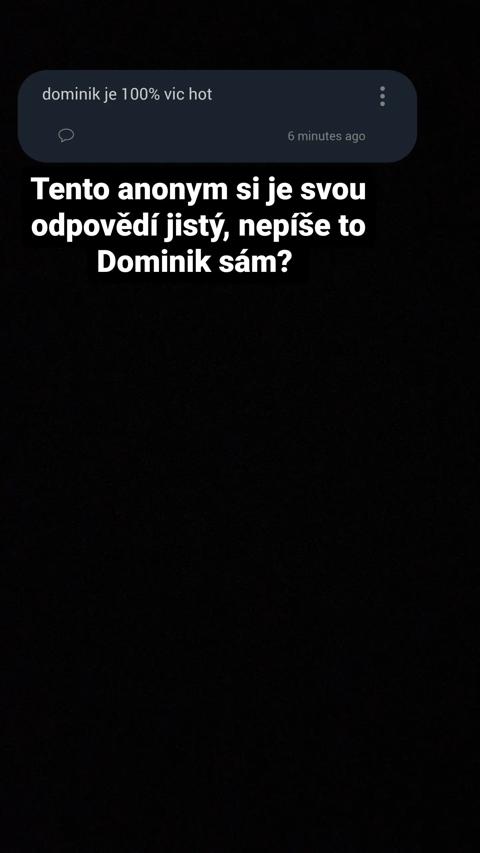 dominik je 100% vic hot
6 minutes ago
Tento anonym si je svou
odpovědí jistý, nepíše to
Dominik sám?